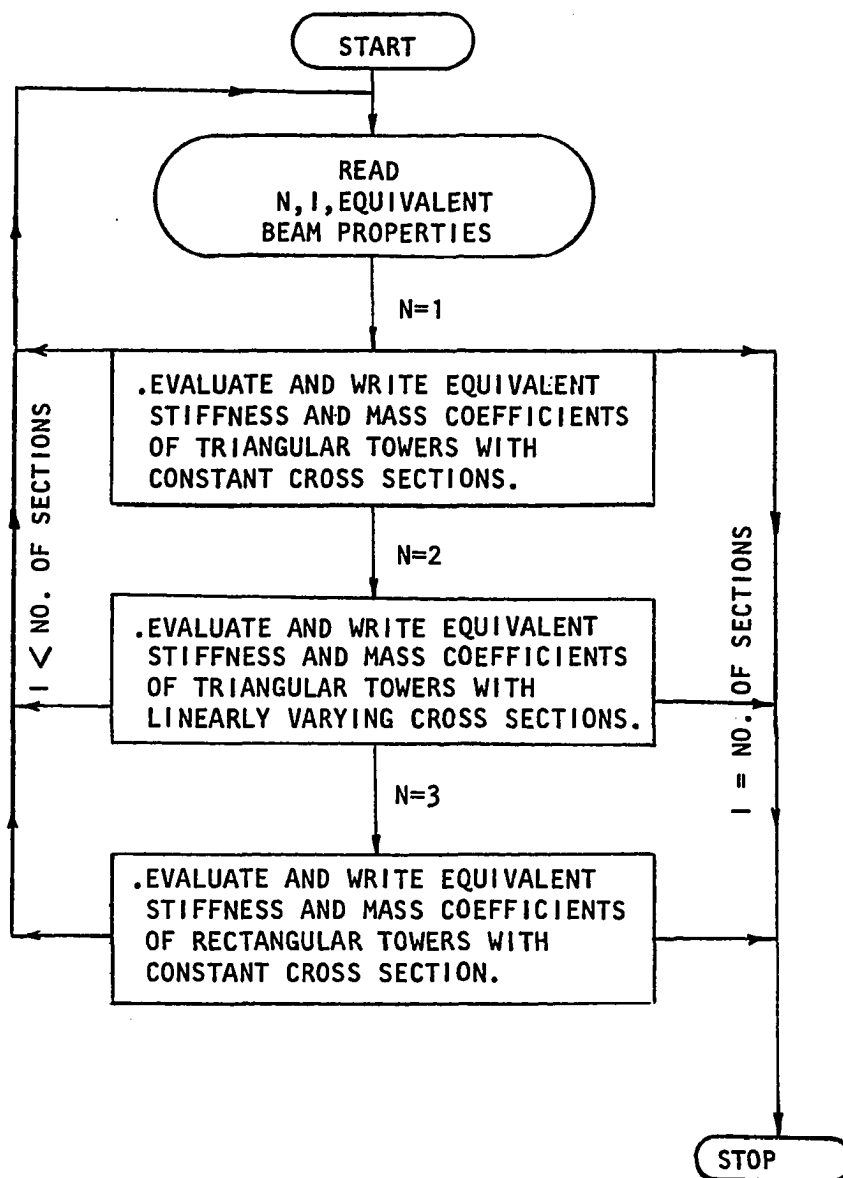 START
READ
N,I,EQUIVALENT
BEAM PROPERTIES
N=1
.EVALUATE AND WRITE EQUIVALENT
STIFFNESS AND MASS COEFFICIENTS
OF TRIANGULAR TOWERS WITH
CONSTANT CROSS SECTIONS.
N=2
.EVALUATE AND WRITE EQUIVALENT
STIFFNESS AND MASS COEFFICIENTS
OF TRIANGULAR TOWERS WITH
LINEARLY VARYING CROSS SECTIONS.
N=3
.EVALUATE AND WRITE EQUIVALENT
STIFFNESS AND MASS COEFFICIENTS
OF RECTANGULAR TOWERS WITH
CONSTANT CROSS SECTION.
I < NO. OF SECTIONS
I = NO. OF SECTIONS
STOP